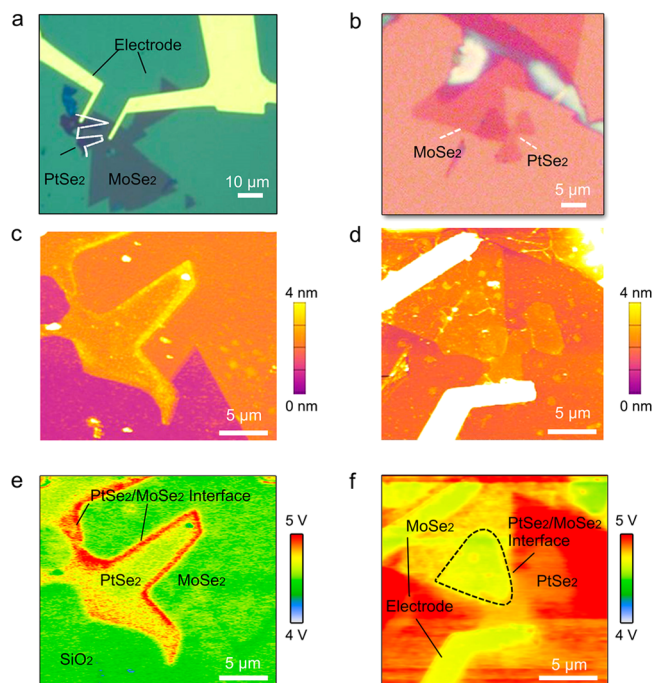 a
Electrode
PtSe2
MoSe2
10 μm
b
MoSe2
PtSe2
5 μm
c
4 nm
0 nm
5 μm
d
4 nm
0 nm
5 μm
e
PtSe2/MoSe2 Interface
PtSe2
MoSe2
SiO2
5 μm
5 V
4 V
f
MoSe2
PtSe2/MoSe2
Interface
PtSe2
Electrode
5 μm
5 V
4 V